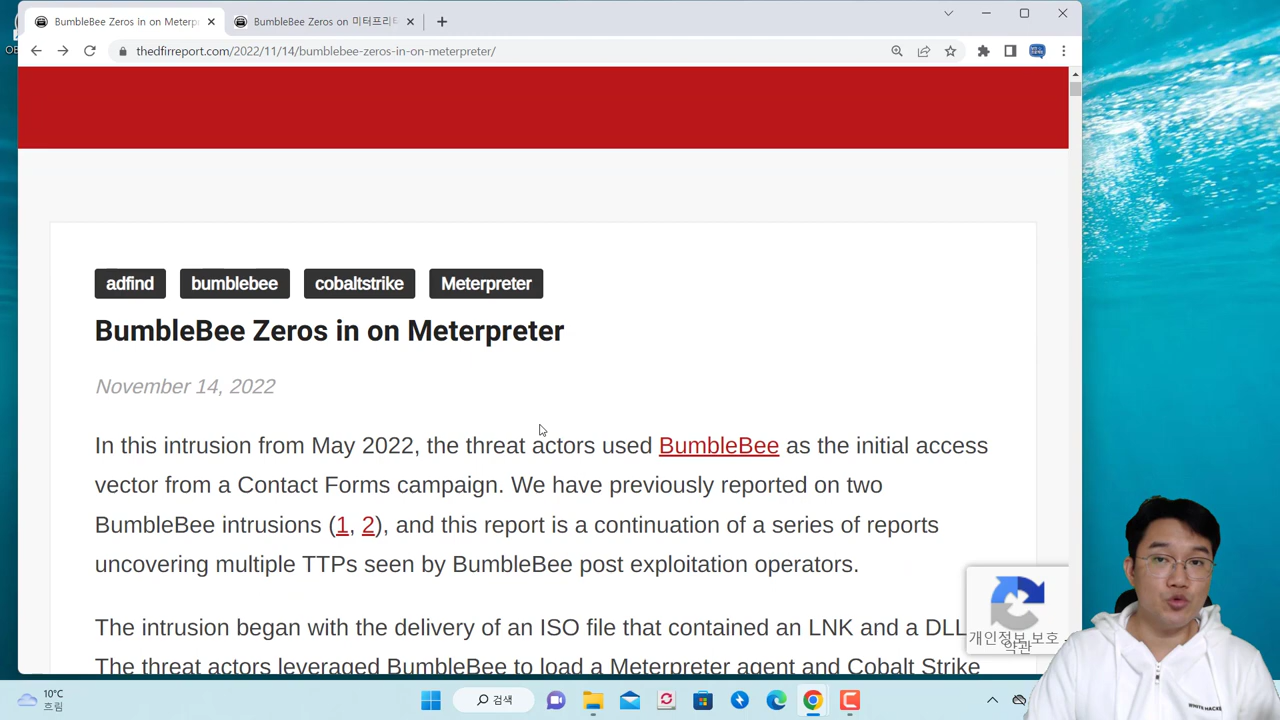 BumbleBee Zeros in on Meterpr
BumbleBee Zeros on 미터프리터
thedfirreport.com/2022/11/14/bumblebee-zeros-in-on-meterpreter/
adfind
bumblebee
cobaltstrike
Meterpreter
BumbleBee Zeros in on Meterpreter
November 14, 2022
In this intrusion from May 2022, the threat actors used BumbleBee as the initial access
vector from a Contact Forms campaign. We have previously reported on two
BumbleBee intrusions (1, 2), and this report is a continuation of a series of reports
uncovering multiple TTPs seen by BumbleBee post exploitation operators.
The intrusion began with the delivery of an ISO file that contained an LNK and a DLL
The threat actors leveraged BumbleBee to load a Meterpreter agent and Cobalt Strike
개인정보 보호 -
약관
10°C
흐림
검색
WHITE HACKE